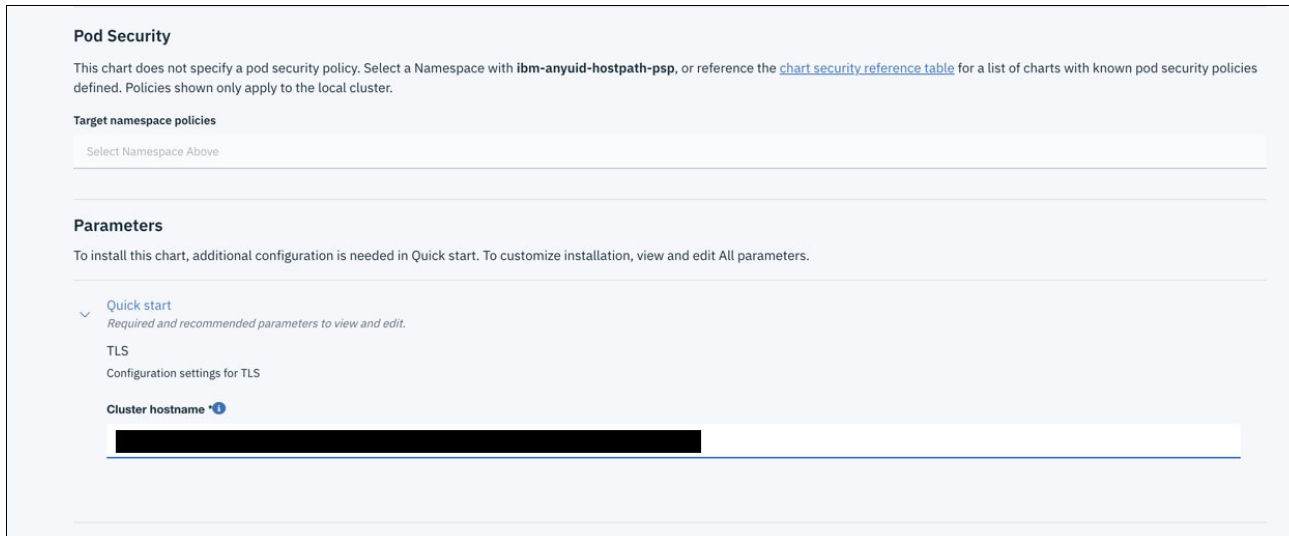 Pod Security
This chart does not specify a pod security policy. Select a Namespace with ibm-anyuid-hostpath-psp, or reference the chart security reference table for a list of charts with known pod security policies
defined. Policies shown only apply to the local cluster.
Target namespace policies
Select Namespace Above
Parameters
To install this chart, additional configuration is needed in Quick start. To customize installation, view and edit All parameters.
Quick start
Required and recommended parameters to view and edit.
TLS
Configuration settings for TLS
Cluster hostname *